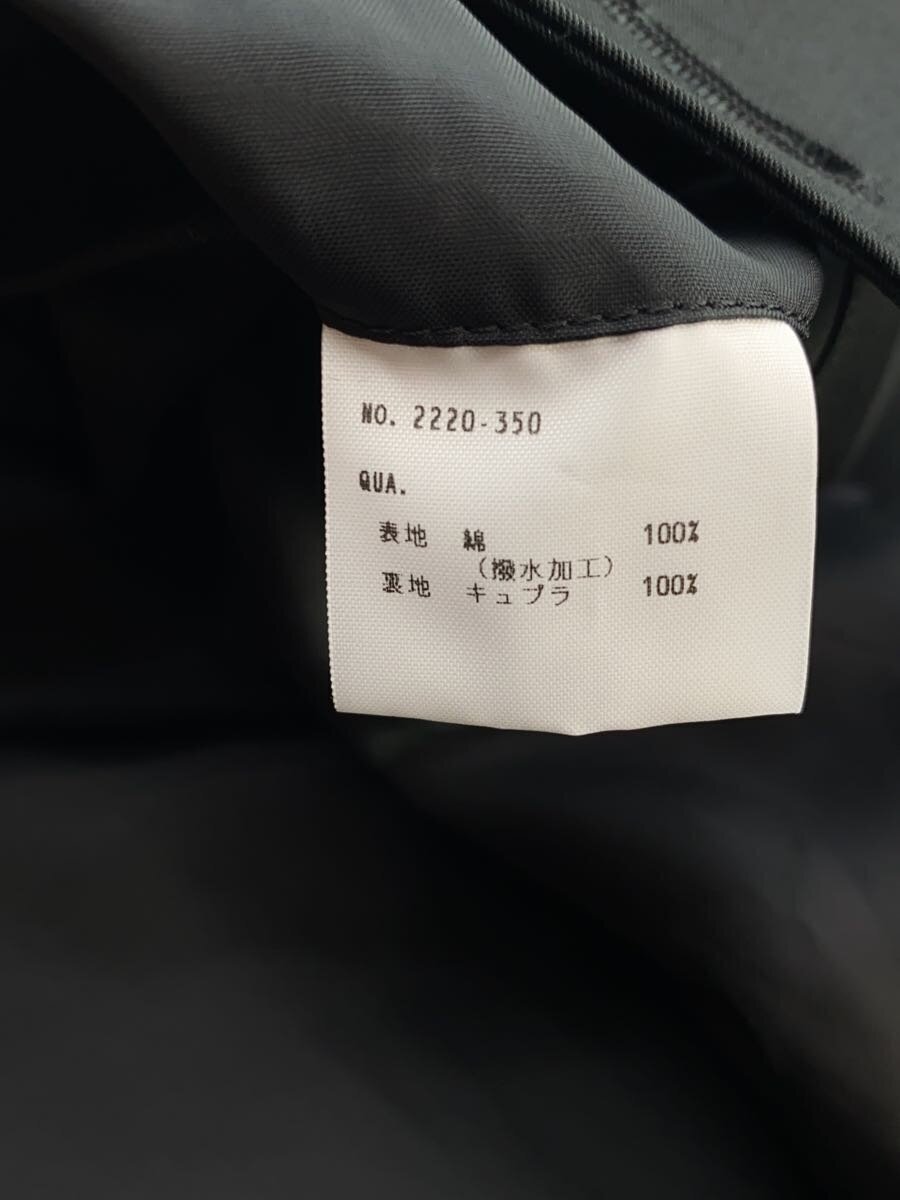 NO. 2220-350
QUA.
表地 綿 100%
(撥水加工)
裏地 キュプラ 100%